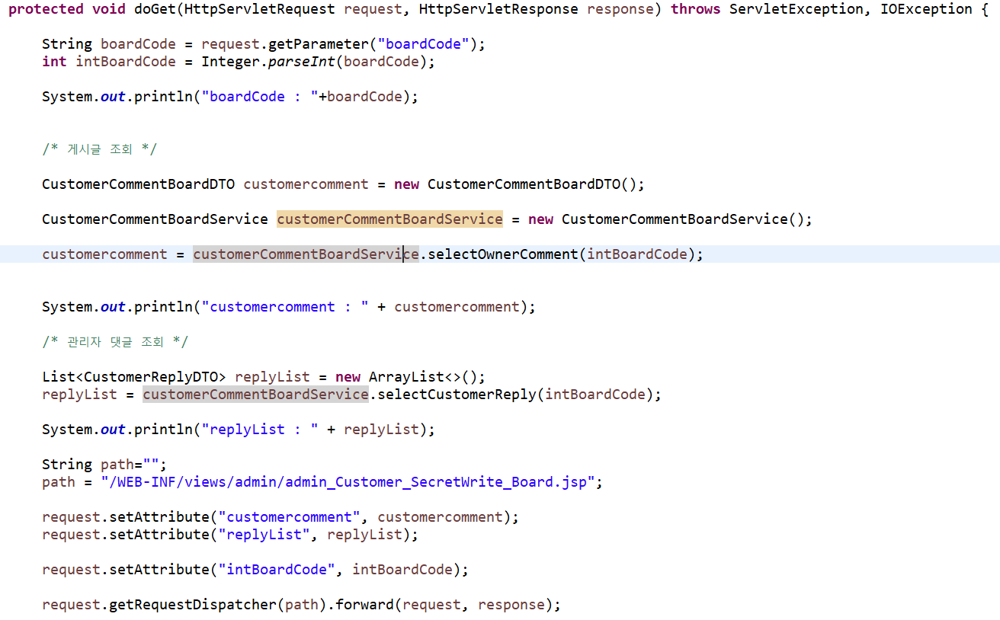 protected void doGet(HttpServletRequest request, HttpServletResponse response) throws ServletException, IOException {
String boardCode = request.getParameter("boardCode");
int intBoardCode = Integer.parseInt(boardCode);
System.out.println("boardCode : "+boardCode);
/* 게시글 조회 */
CustomerCommentBoardDTO customercomment = new CustomerCommentBoardDTO();
CustomerCommentBoardService customerCommentBoardService = new CustomerCommentBoardService();
customercomment = customerCommentBoardService.selectOwnerComment(intBoardCode);
System.out.println("customercomment : " + customercomment);
/* 관리자 댓글 조회 */
List<CustomerReplyDTO> replyList = new ArrayList<>();
replyList = customerCommentBoardService.selectCustomerReply(intBoardCode);
System.out.println("replyList : " + replyList);
String path="";
path = "/WEB-INF/views/admin/admin_Customer_SecretWrite_Board.jsp";
request.setAttribute("customercomment", customercomment);
request.setAttribute("replyList", replyList);
request.setAttribute("intBoardCode", intBoardCode);
request.getRequestDispatcher(path).forward(request, response);